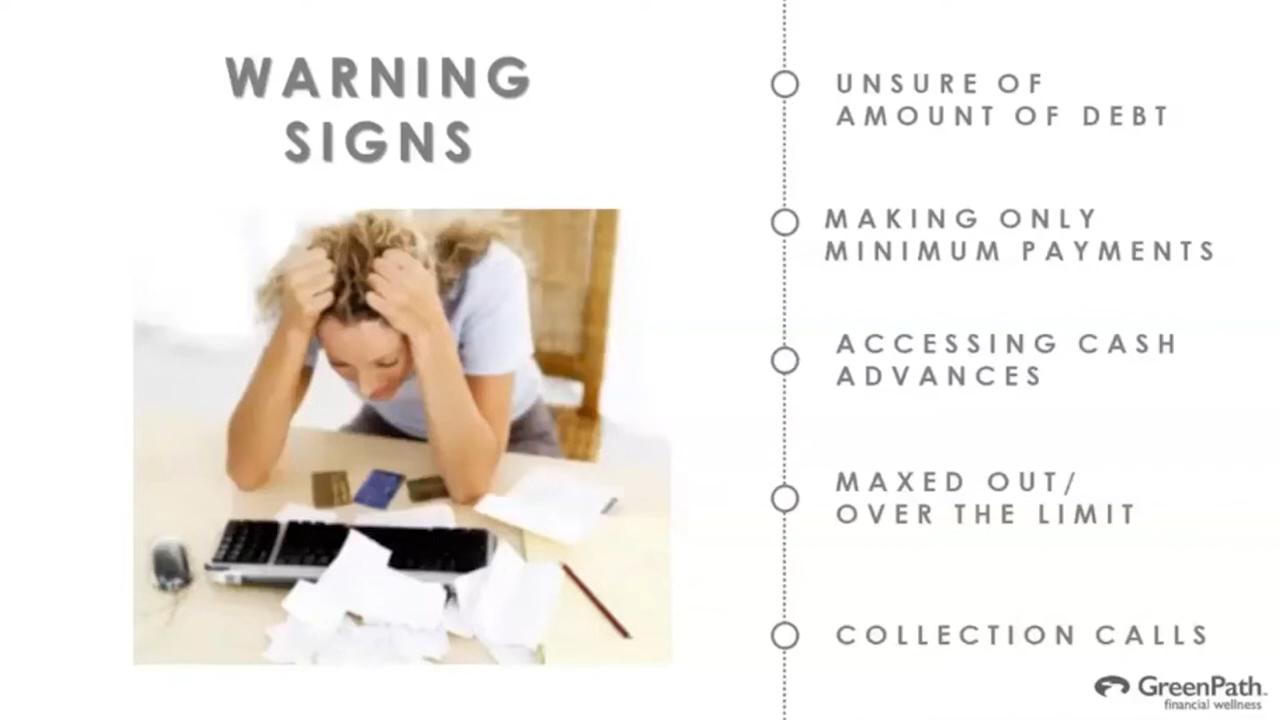 WARNING
SIGNS
UNSURE OF
AMOUNT OF DEBT
MAKING ONLY
MINIMUM PAYMENTS
ACCESSING CASH
ADVANCES
MAXED OUT/
OVER THE LIMIT
COLLECTION CALLS
GreenPath
financial wellness